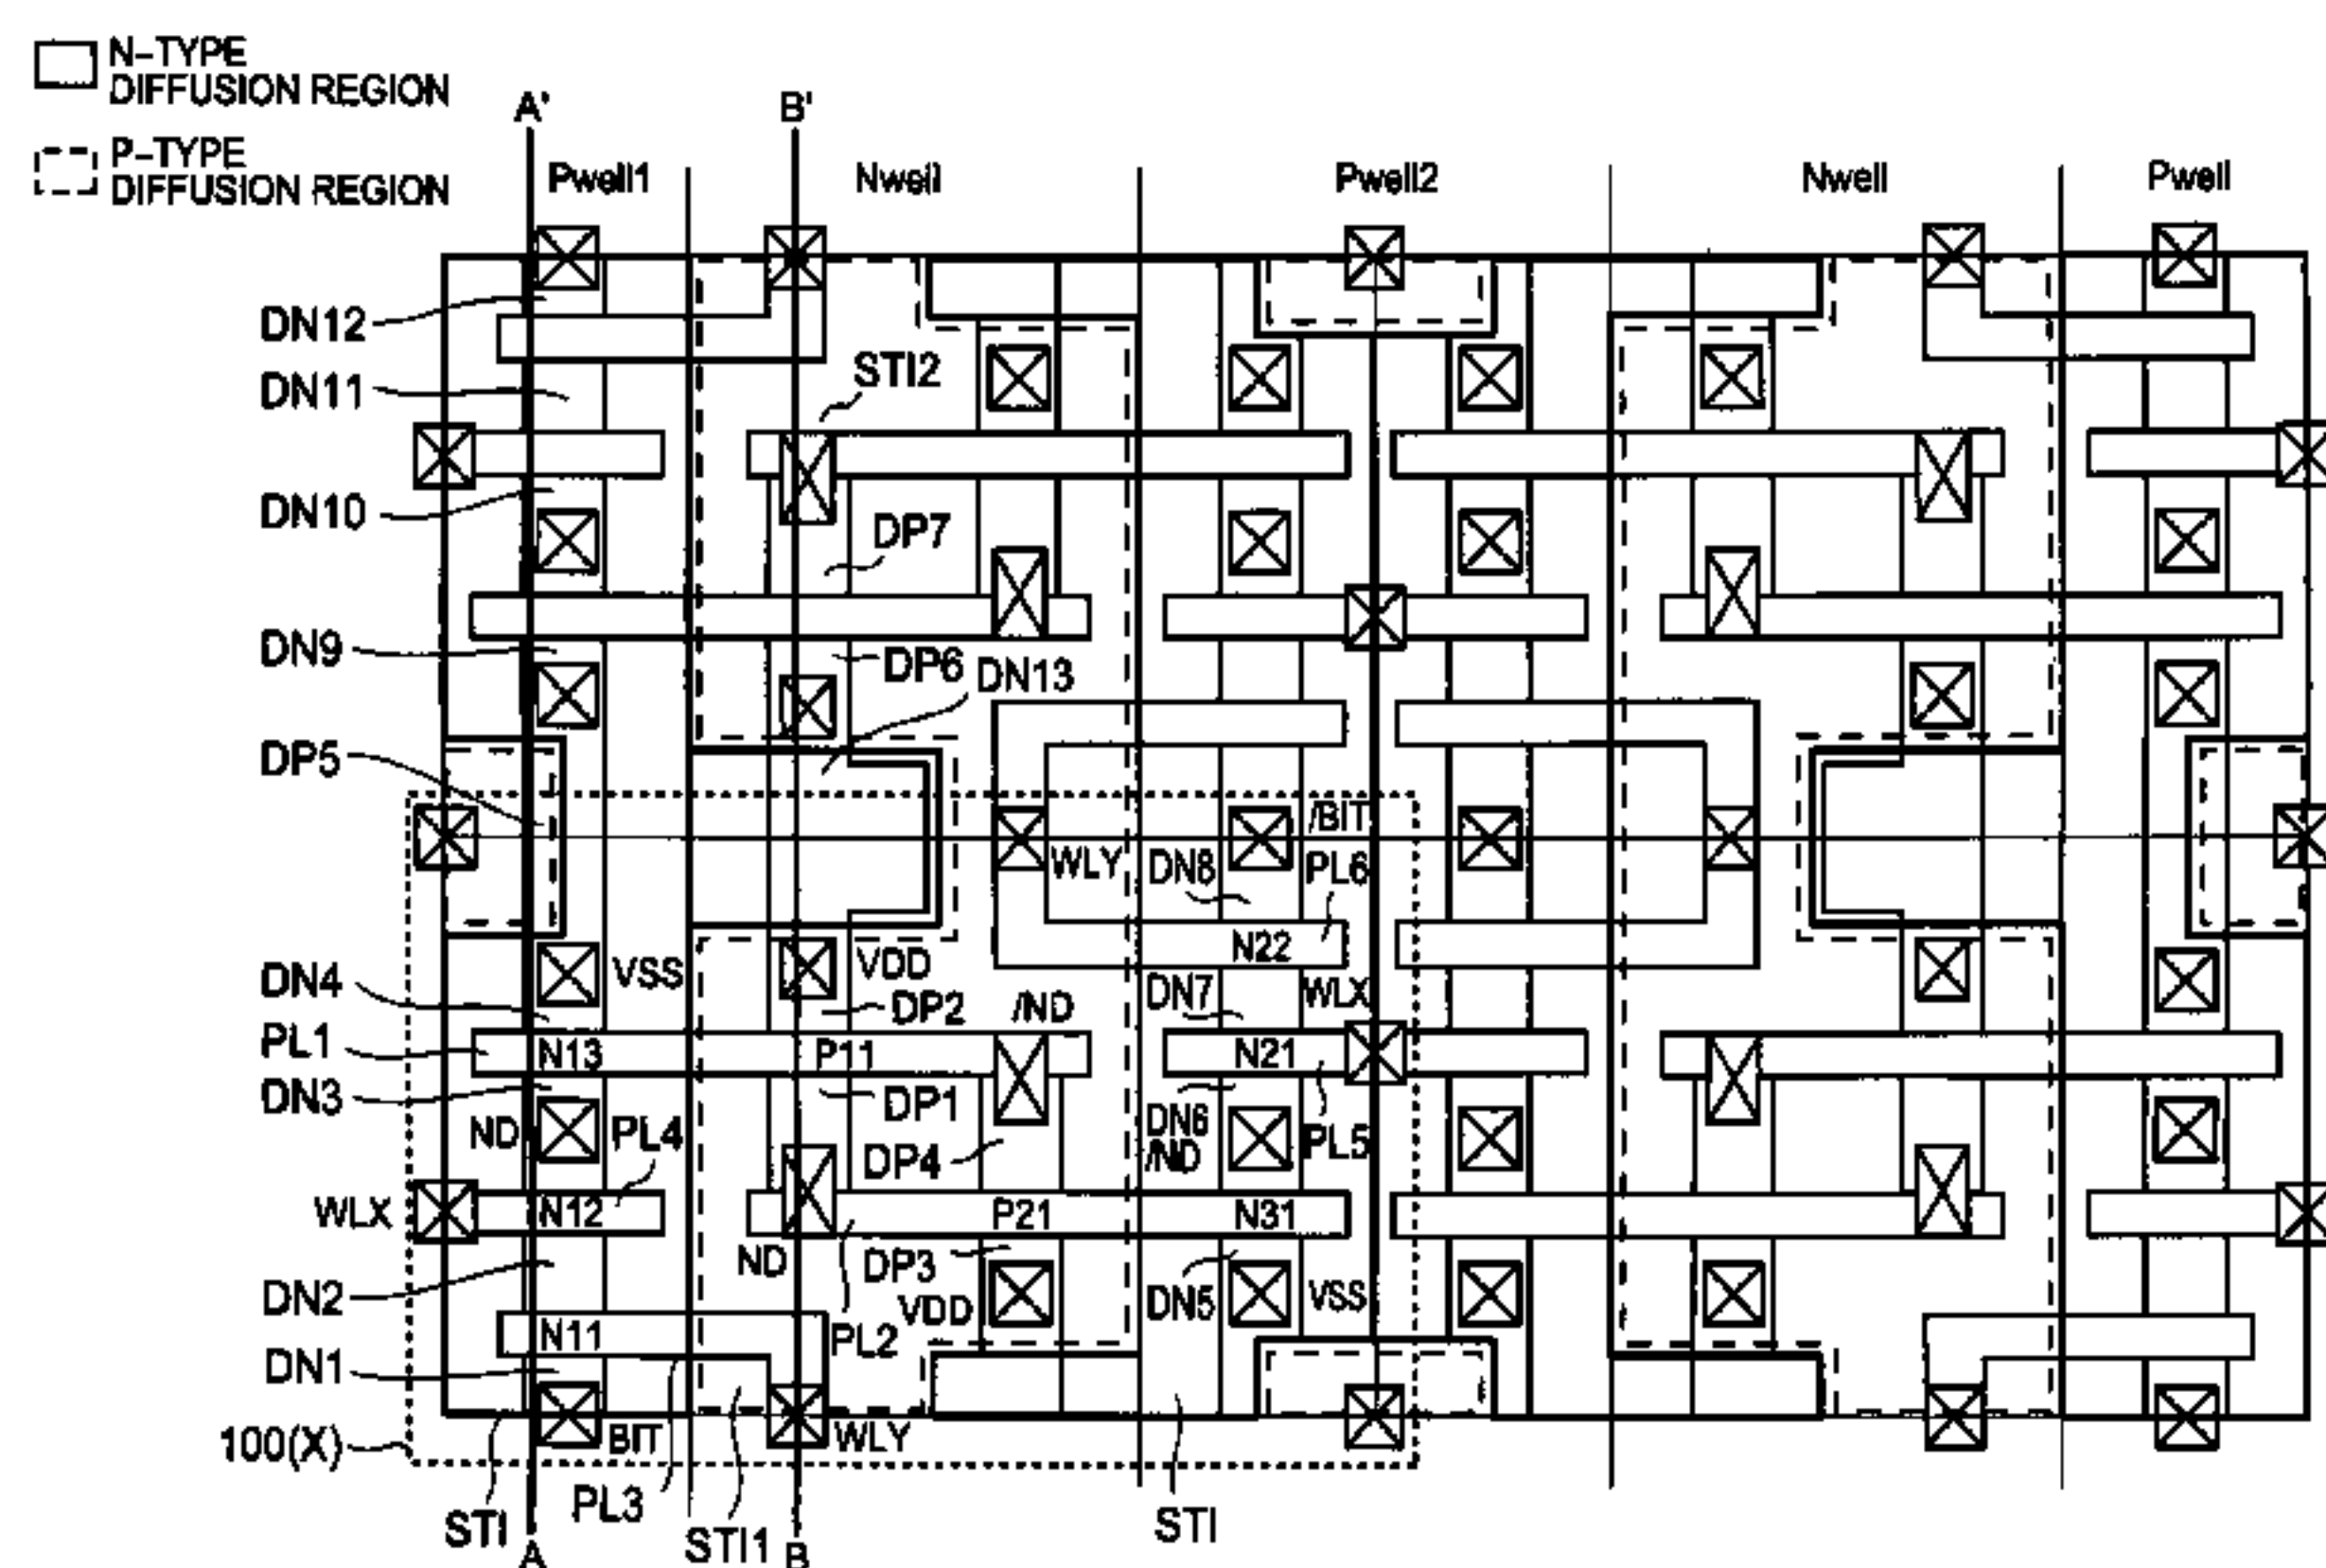 N-TYPE
DIFFUSION REGION
P-TYPE
DIFFUSION REGION
A'
B'
Pwell1
Nwell
Pwell2
Nwell
Pwell
DN12
DN11
STI2
DN10
DP7
DN9
DP6
DN13
DP5
/BIT
WLY
DN8
PL6
N22
DN4
VSS
VDD
DN7
WLX
DP2
/ND
PL1
N13
P11
N21
DN3
DP1
ND
PL4
DP4
DN6
/ND
PL5
WLX
N12
P21
N31
ND
DP3
DN2
VDD
DN5
VSS
N11
PL2
DN1
100(X)
BIT
WLY
PL3
STI
STI1
STI
A
B